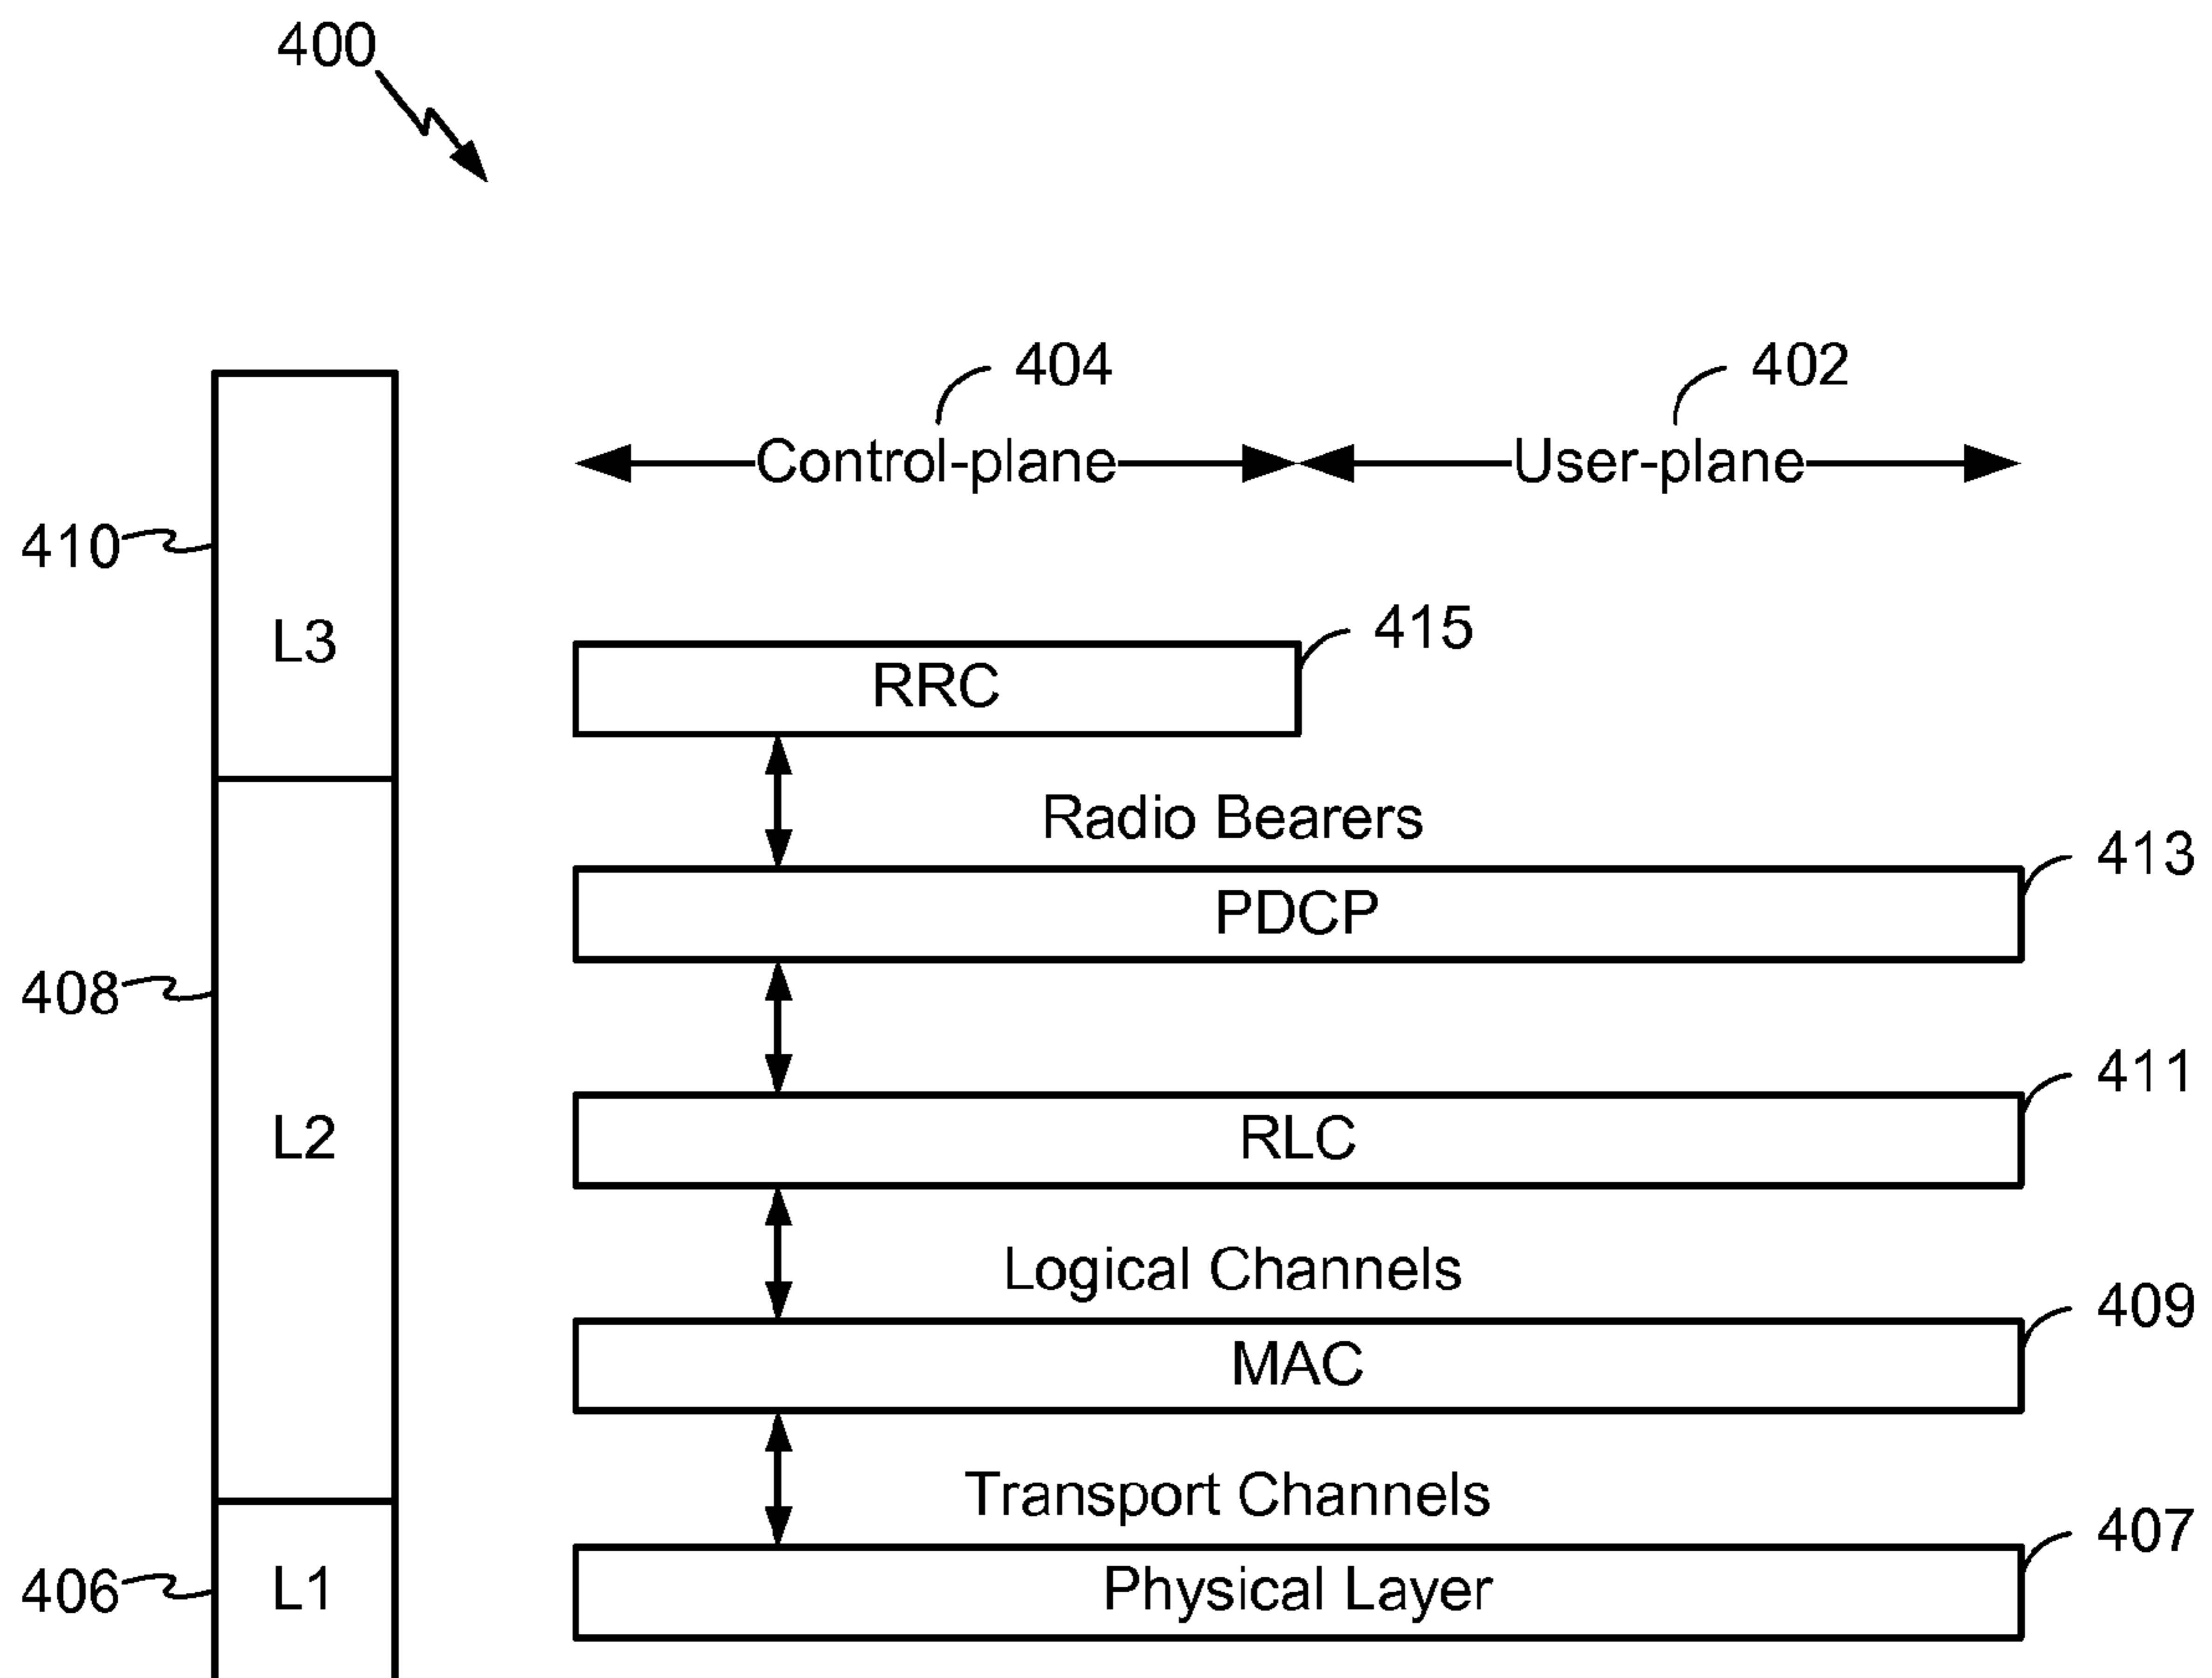 400
404
402
Control-plane
User-plane
410
L3
415
RRC
Radio Bearers
413
PDCP
408
411
L2
RLC
Logical Channels
409
MAC
Transport Channels
407
406
L1
Physical Layer